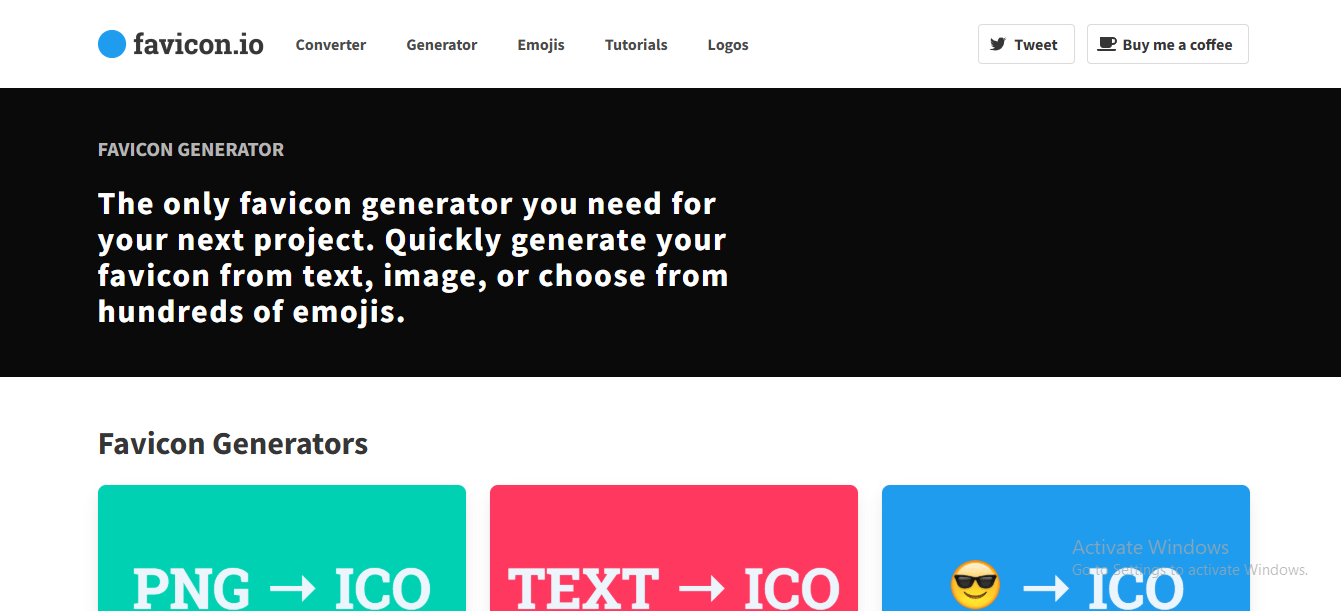 favicon.io
Converter
Generator
Emojis
Tutorials
Logos
Tweet
Buy me a coffee
FAVICON GENERATOR
The only favicon generator you need for
your next project. Quickly generate your
favicon from text, image, or choose from
hundreds of emojis.
Favicon Generators
PNG → ICO
TEXT → ICO
😎 → ICO
Activate Windows
Go to Settings to activate Windows.